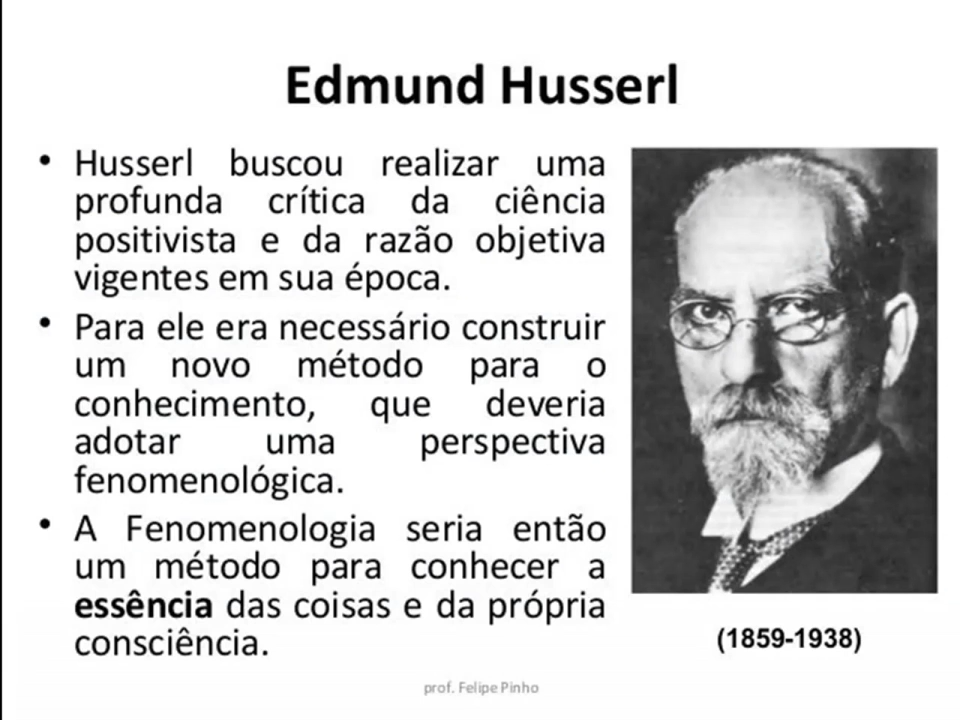 Edmund Husserl
• Husserl buscou realizar uma
profunda crítica da ciência
positivista e da razão objetiva
vigentes em sua época.
• Para ele era necessário construir
um novo método para o
conhecimento, que deveria
adotar uma perspectiva
fenomenológica.
• A Fenomenologia seria então
um método para conhecer a
essência das coisas e da própria
consciência.
(1859-1938)
prof. Felipe Pinho